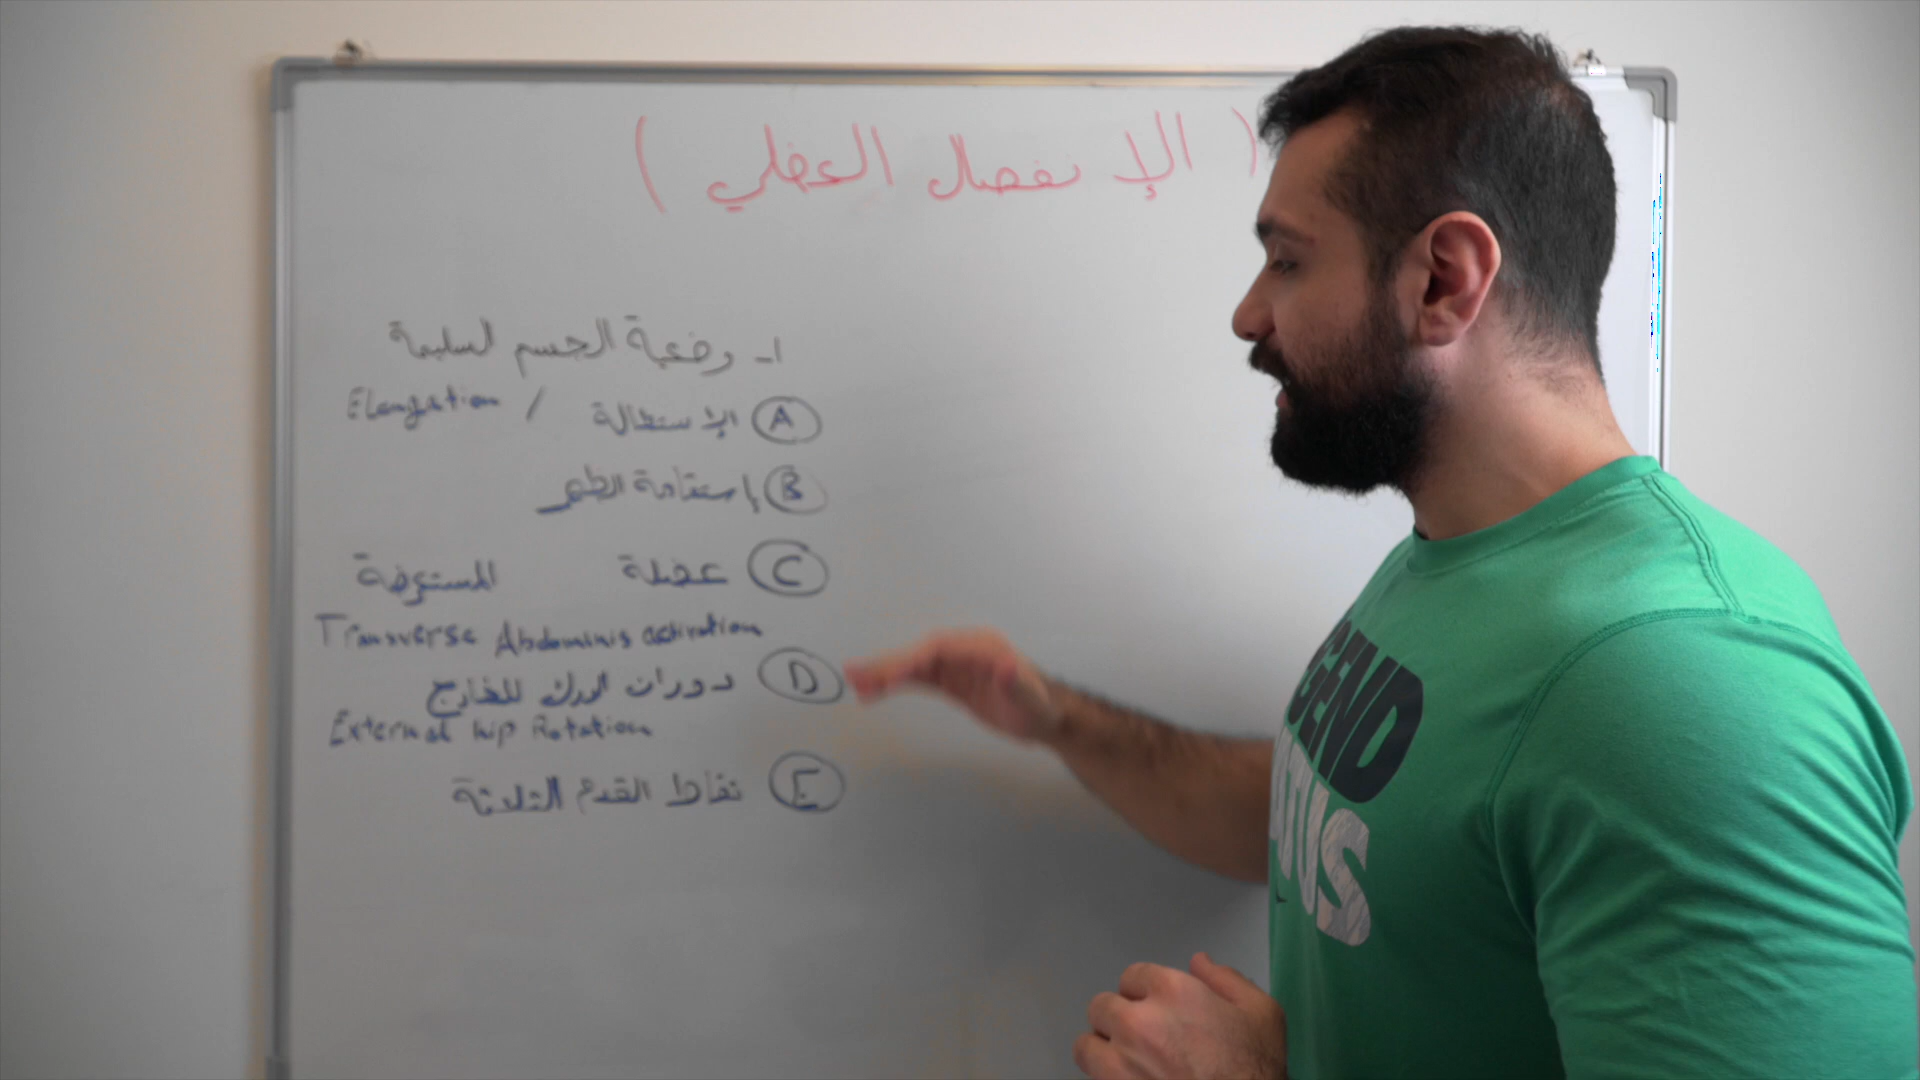 ( الإنفصال العضلي )
١- وضعية الجسم السليمة
A الإستطالة / Elongation
B إستقامة الظهر
C عضلة المستعرضة
Transverse Abdominis activation
D دوران الورك للخارج
External hip Rotation
E نقاط القدم الثلاثة